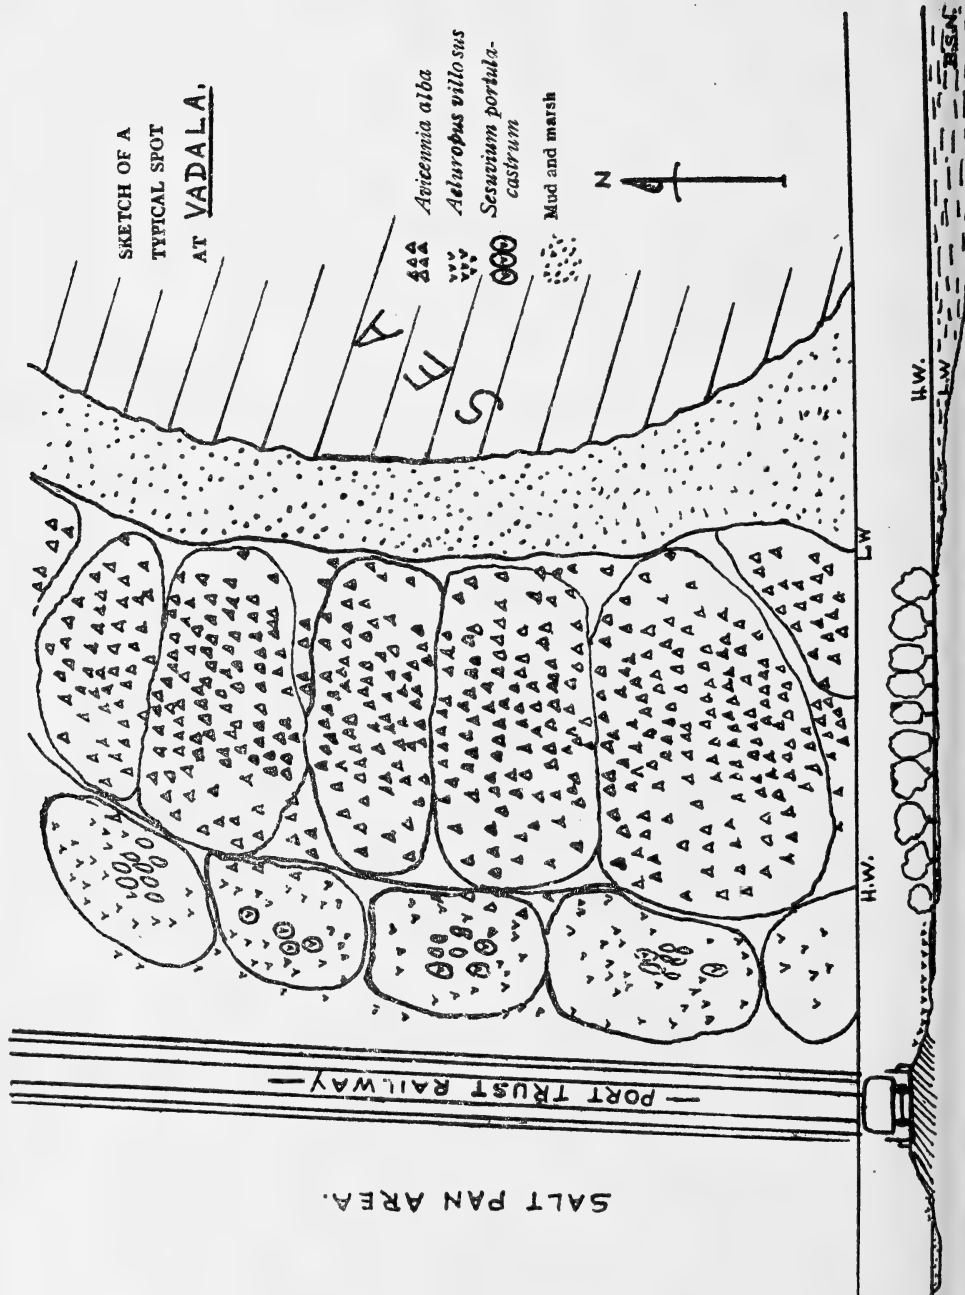 SKETCH OF A
TYPICAL SPOT
AT VADALA.
Avicennia alba
Aeluropus villosus
Sesuvium portula-
castrum
Mud and marsh
N
SEA
— PORT TRUST RAILWAY —
SALT PAN AREA.
H.W.
L.W
H.W.
L.W
B.S.N.